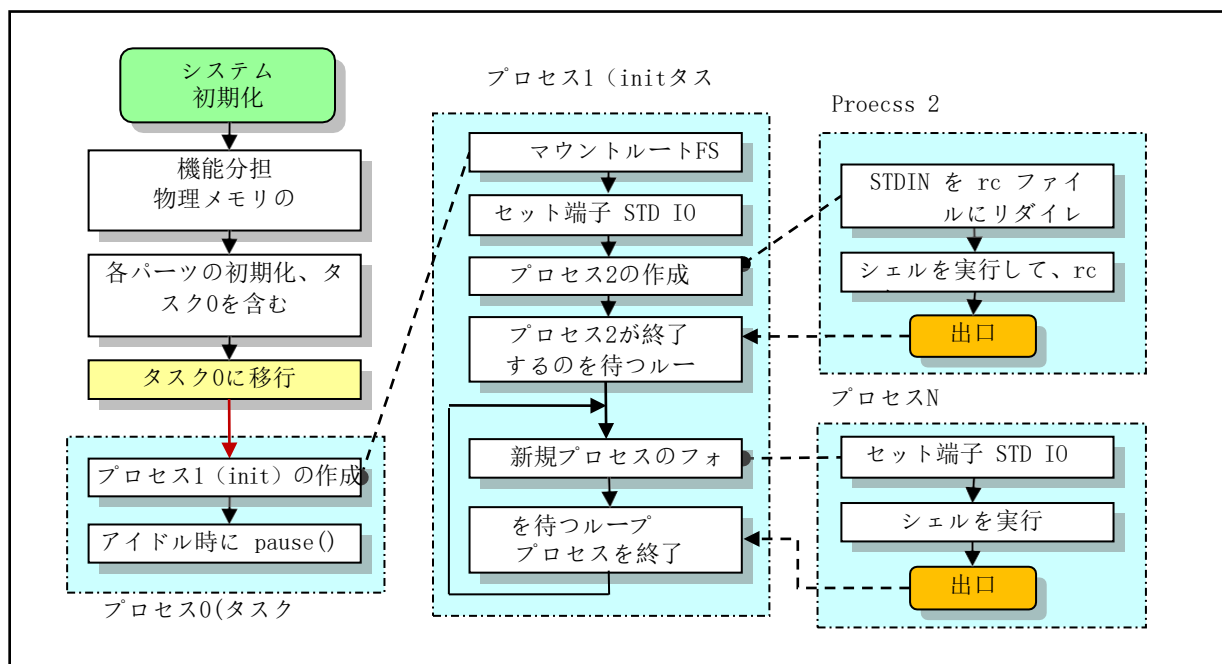 システム
初期化
機能分担
物理メモリの
各パーツの初期化、タ
スク0を含む
タスク0に移行
プロセス1（init）の作成
アイドル時に pause()
プロセス0(タスク
プロセス1（initタス
マウントルートFS
セット端子 STD IO
プロセス2の作成
プロセス2が終了
するのを待つルー
新規プロセスのフォ
を待つループ
プロセスを終了
Proecss 2
STDIN を rc ファイ
ルにリダイレ
シェルを実行して、rc
出口
プロセスN
セット端子 STD IO
シェルを実行
出口